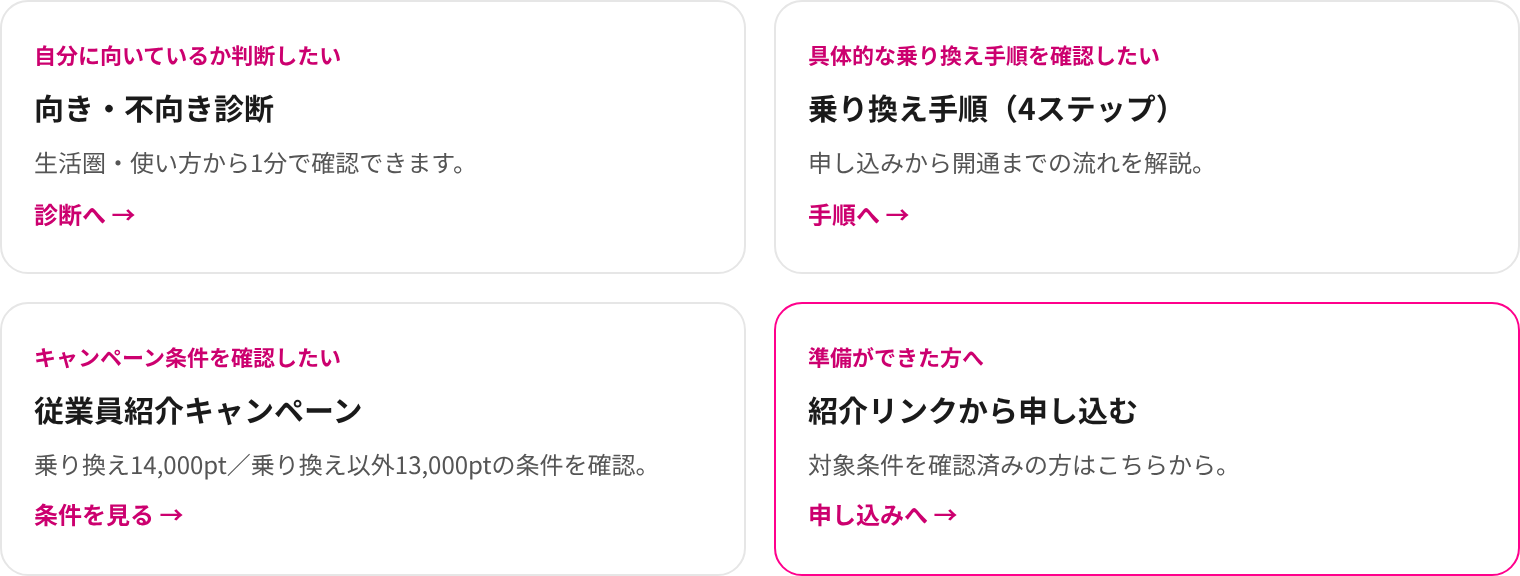 自分に向いているか判断したい
向き・不向き診断
生活圏・使い方から1分で確認できます。
診断へ →
具体的な乗り換え手順を確認したい
乗り換え手順（4ステップ）
申し込みから開通までの流れを解説。
手順へ →
キャンペーン条件を確認したい
従業員紹介キャンペーン
乗り換え14,000pt／乗り換え以外13,000ptの条件を確認。
条件を見る →
準備ができた方へ
紹介リンクから申し込む
対象条件を確認済みの方はこちらから。
申し込みへ →